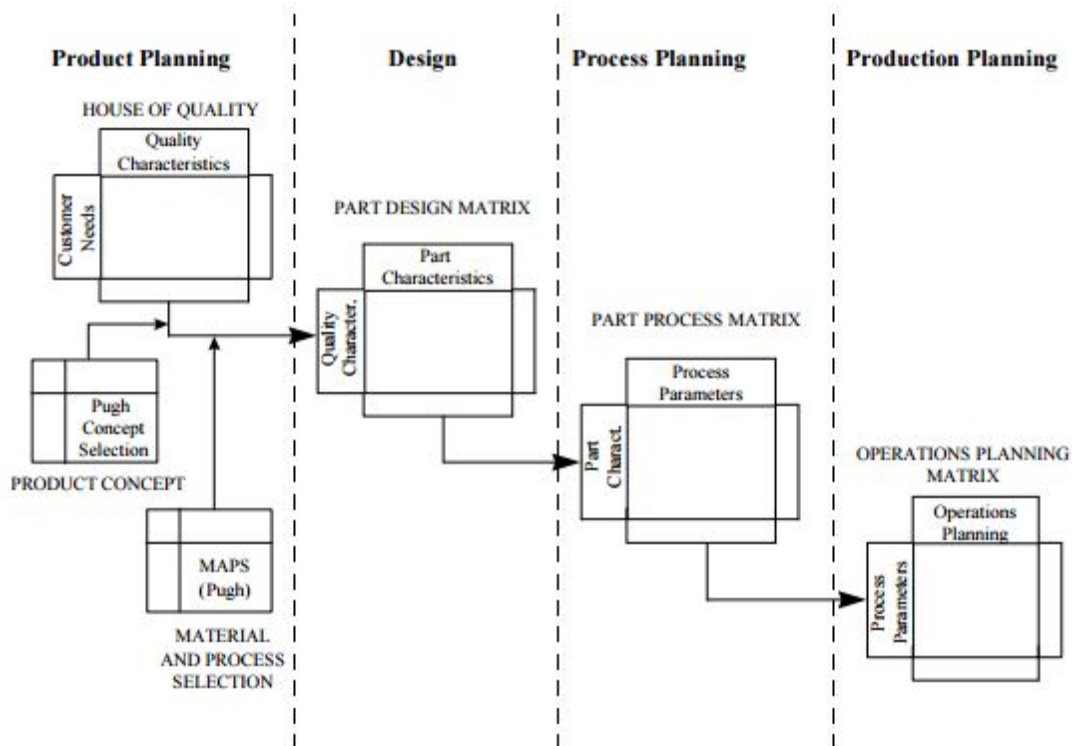 Product Planning
Design
Process Planning
Production Planning
HOUSE OF QUALITY
Quality
Characteristics
Customer
Needs
PART DESIGN MATRIX
Part
Characteristics
Quality
Character.
Pugh
Concept
Selection
PRODUCT CONCEPT
MAPS
(Pugh)
MATERIAL
AND PROCESS
SELECTION
PART PROCESS MATRIX
Process
Parameters
Part
Charact.
OPERATIONS PLANNING
MATRIX
Operations
Planning
Process
Parameters